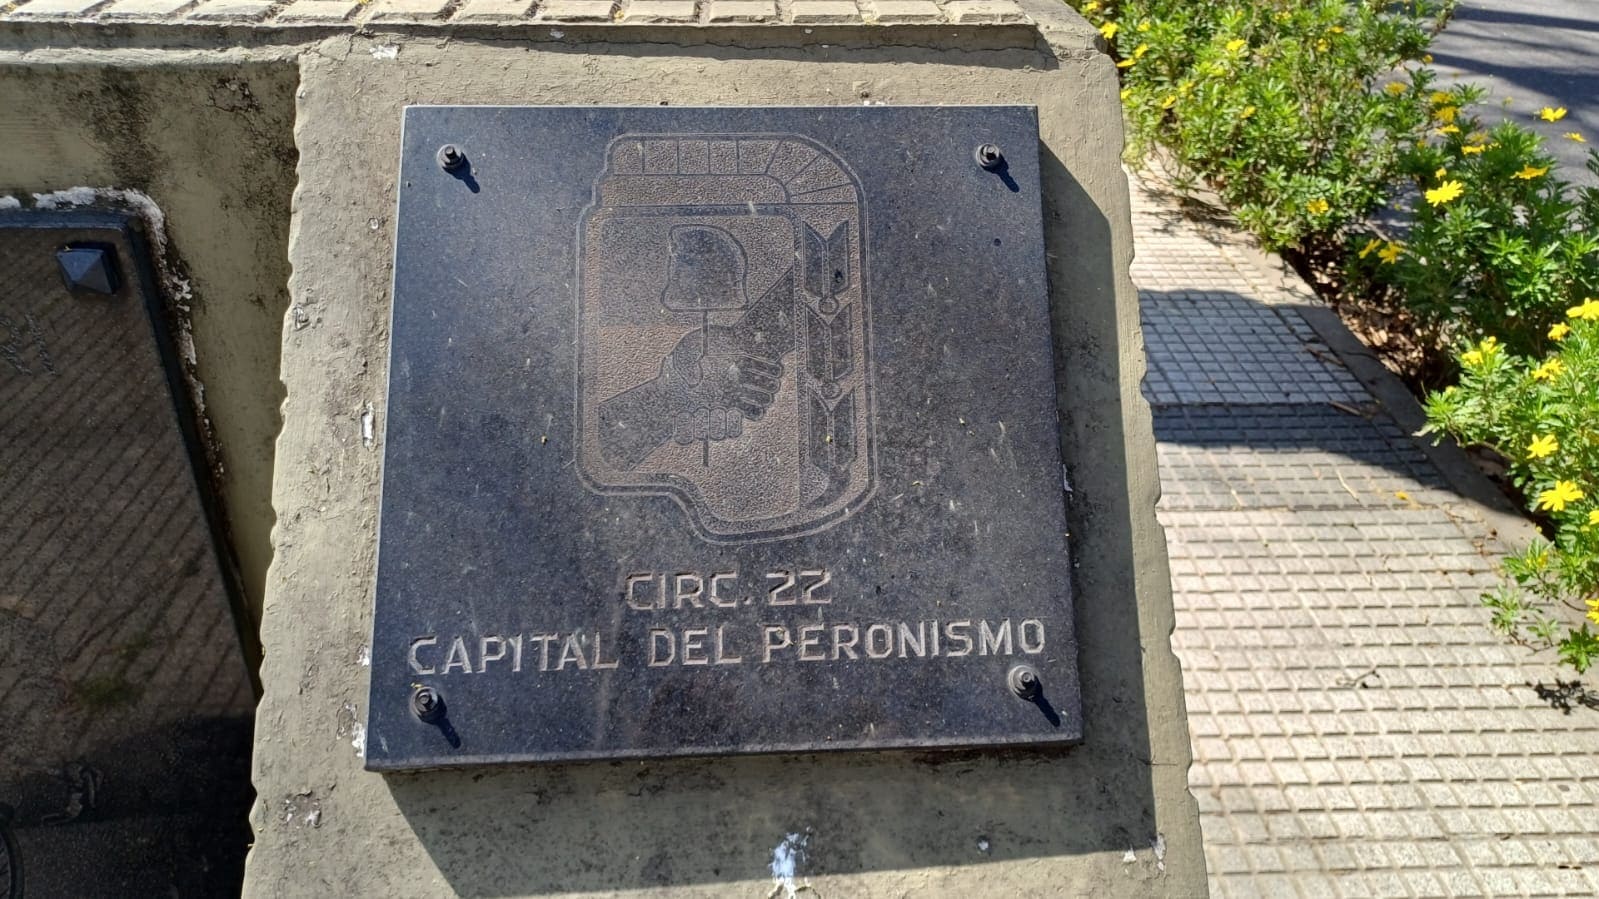 CIRC. 22
CAPITAL DEL PERONISMO